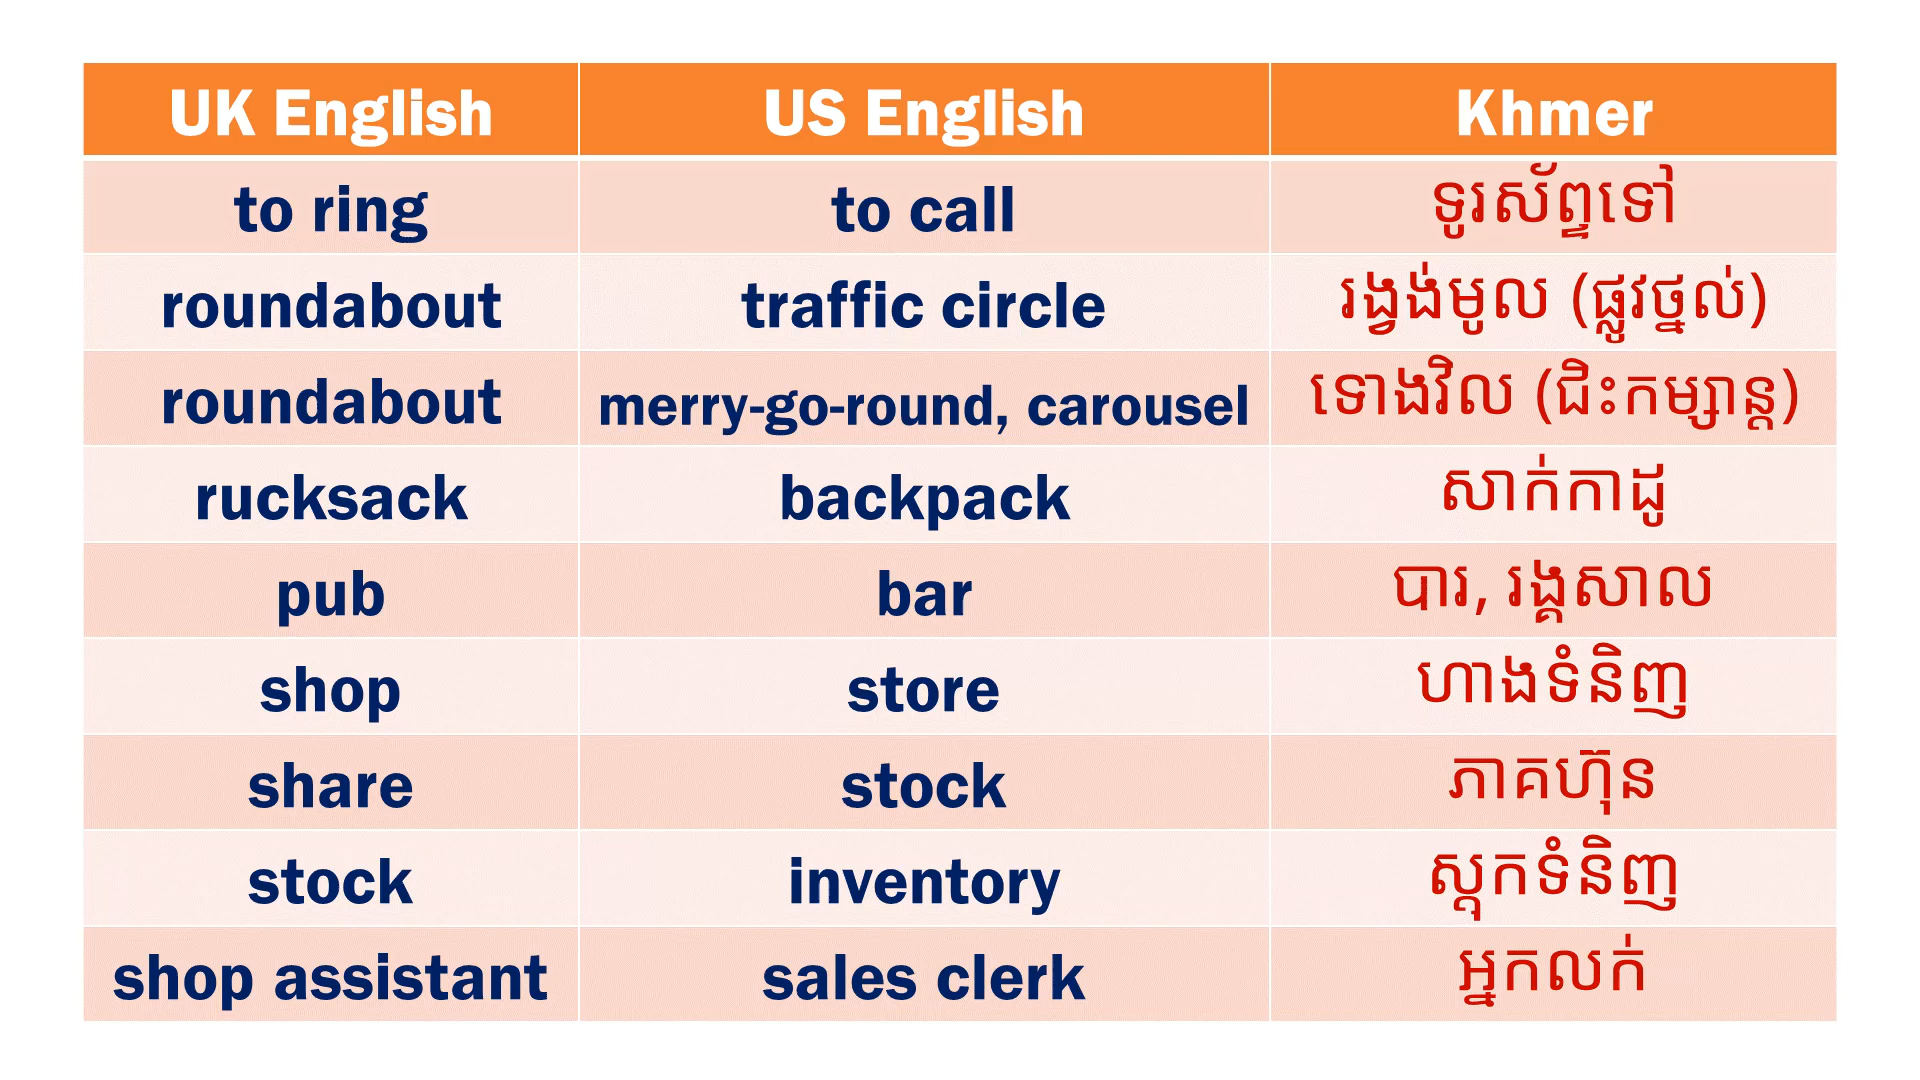 UK English US English Khmer
to ring to call ទូរស័ព្ទទៅ
roundabout traffic circle រង្វង់មូល (ផ្លូវថ្នល់)
roundabout merry-go-round, carousel ទោងវិល (ជិះកម្សាន្ត)
rucksack backpack សាក់កាដូ
pub bar បារ, រង្គសាល
shop store ហាងទំនិញ
share stock ភាគហ៊ុន
stock inventory ស្តុកទំនិញ
shop assistant sales clerk អ្នកលក់